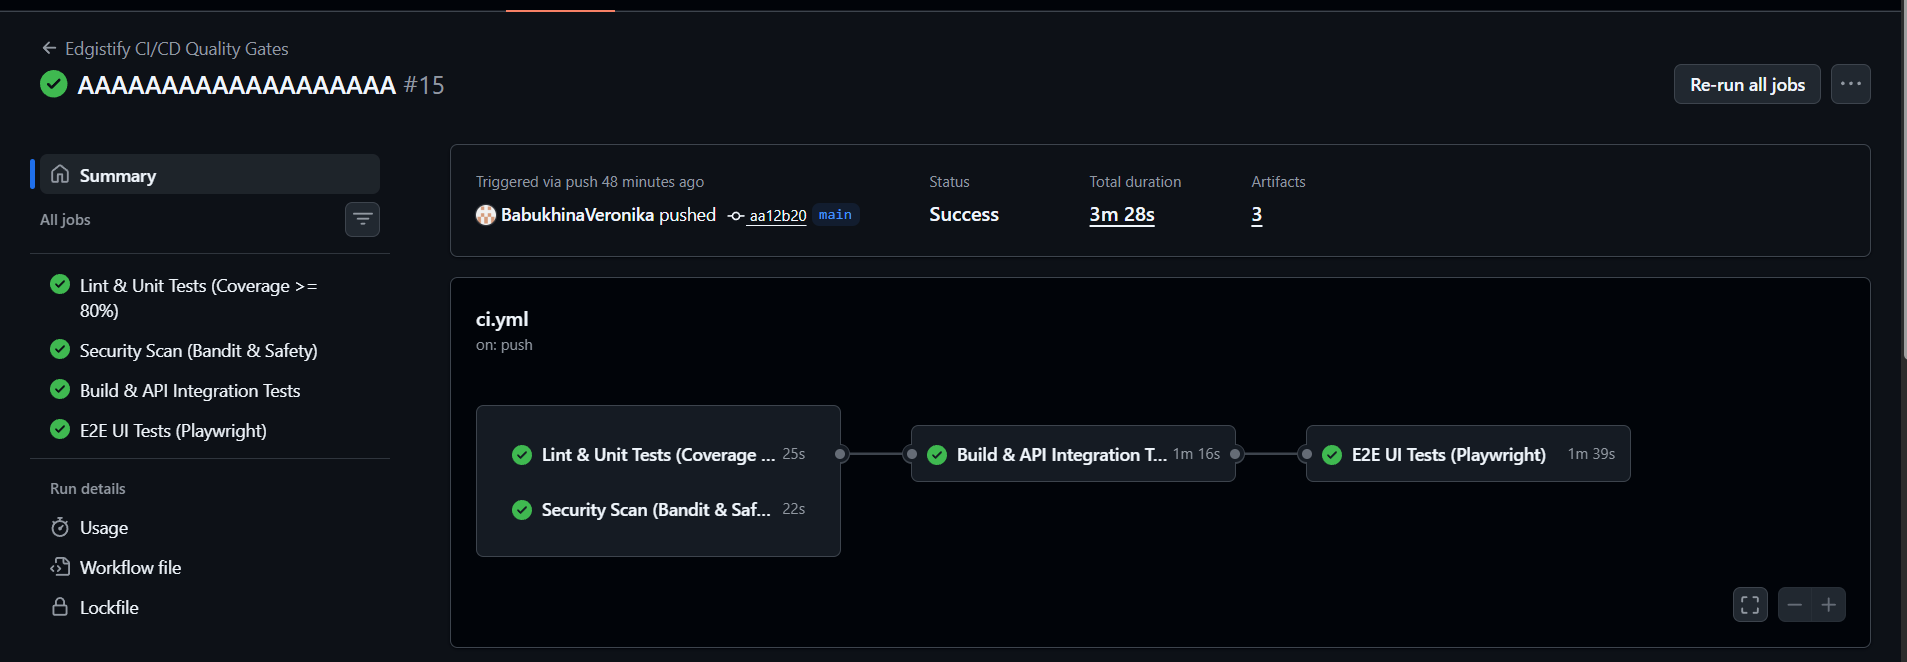 Edgistify CI/CD Quality Gates
AAAAAAAAAAAAAAAAAAA #15
Re-run all jobs
Summary
All jobs
Lint & Unit Tests (Coverage >=
80%)
Security Scan (Bandit & Safety)
Build & API Integration Tests
E2E UI Tests (Playwright)
Run details
Usage
Workflow file
Lockfile
Triggered via push 48 minutes ago
BabukhinaVeronika pushed aa12b20 main
Status
Success
Total duration
3m 28s
Artifacts
3
ci.yml
on: push
Lint & Unit Tests (Coverage ... 25s
Security Scan (Bandit & Saf... 22s
Build & API Integration T... 1m 16s
E2E UI Tests (Playwright) 1m 39s